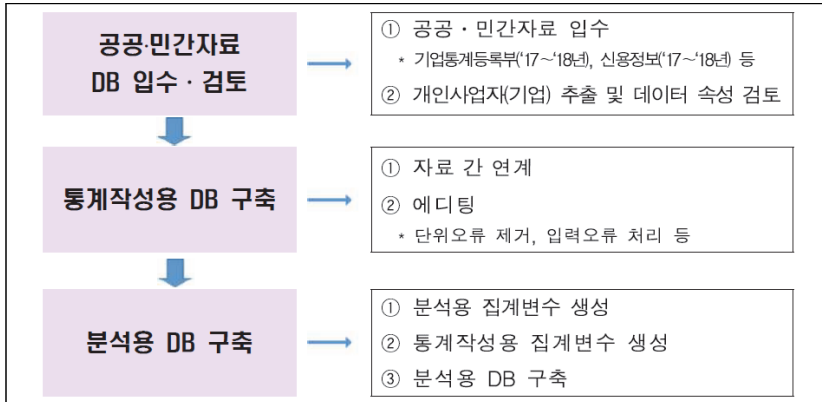 공공·민간자료
DB 입수·검토
① 공공·민간자료 입수
* 기업통계등록부('17~'18년), 신용정보('17~'18년) 등
② 개인사업자(기업) 추출 및 데이터 속성 검토
통계작성용 DB 구축
① 자료 간 연계
② 에디팅
* 단위오류 제거, 입력오류 처리 등
분석용 DB 구축
① 분석용 집계변수 생성
② 통계작성용 집계변수 생성
③ 분석용 DB 구축